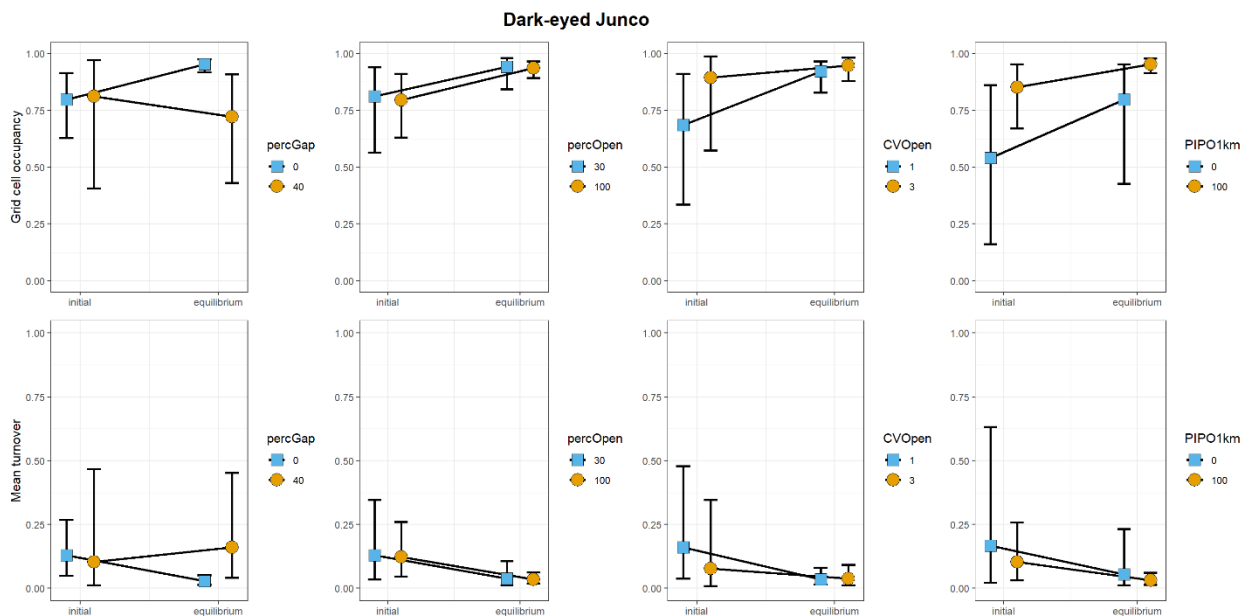 Dark-eyed Junco
Grid cell occupancy
1.00
0.75
0.50
0.25
0.00
initial
equilibrium
percGap
0
40
1.00
0.75
0.50
0.25
0.00
initial
equilibrium
percOpen
30
100
1.00
0.75
0.50
0.25
0.00
initial
equilibrium
CVOpen
1
3
1.00
0.75
0.50
0.25
0.00
initial
equilibrium
PIPO1km
0
100
Mean turnover
1.00
0.75
0.50
0.25
0.00
initial
equilibrium
percGap
0
40
1.00
0.75
0.50
0.25
0.00
initial
equilibrium
percOpen
30
100
1.00
0.75
0.50
0.25
0.00
initial
equilibrium
CVOpen
1
3
1.00
0.75
0.50
0.25
0.00
initial
equilibrium
PIPO1km
0
100